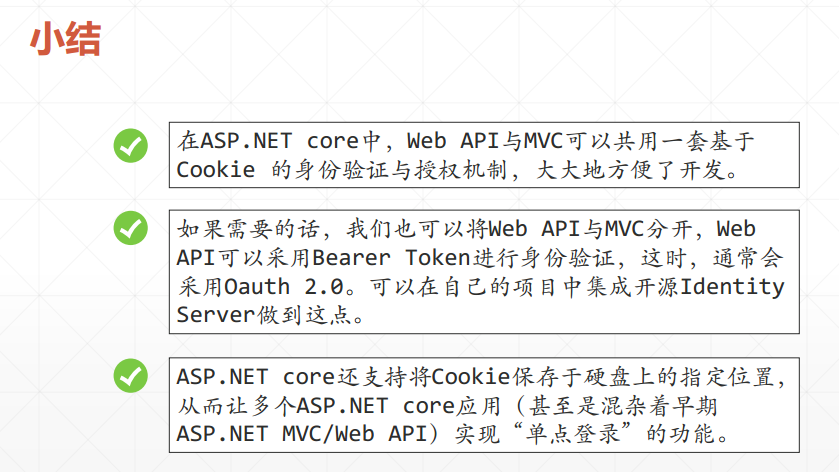 小结
在ASP.NET core中，Web API与MVC可以共用一套基于
Cookie 的身份验证与授权机制，大大地方便了开发。
如果需要的话，我们也可以将Web API与MVC分开，Web
API可以采用Bearer Token进行身份验证，这时，通常会
采用Oauth 2.0。可以在自己的项目中集成开源Identity
Server做到这点。
ASP.NET core还支持将Cookie保存于硬盘上的指定位置，
从而让多个ASP.NET core应用（甚至是混杂着早期
ASP.NET MVC/Web API）实现“单点登录”的功能。